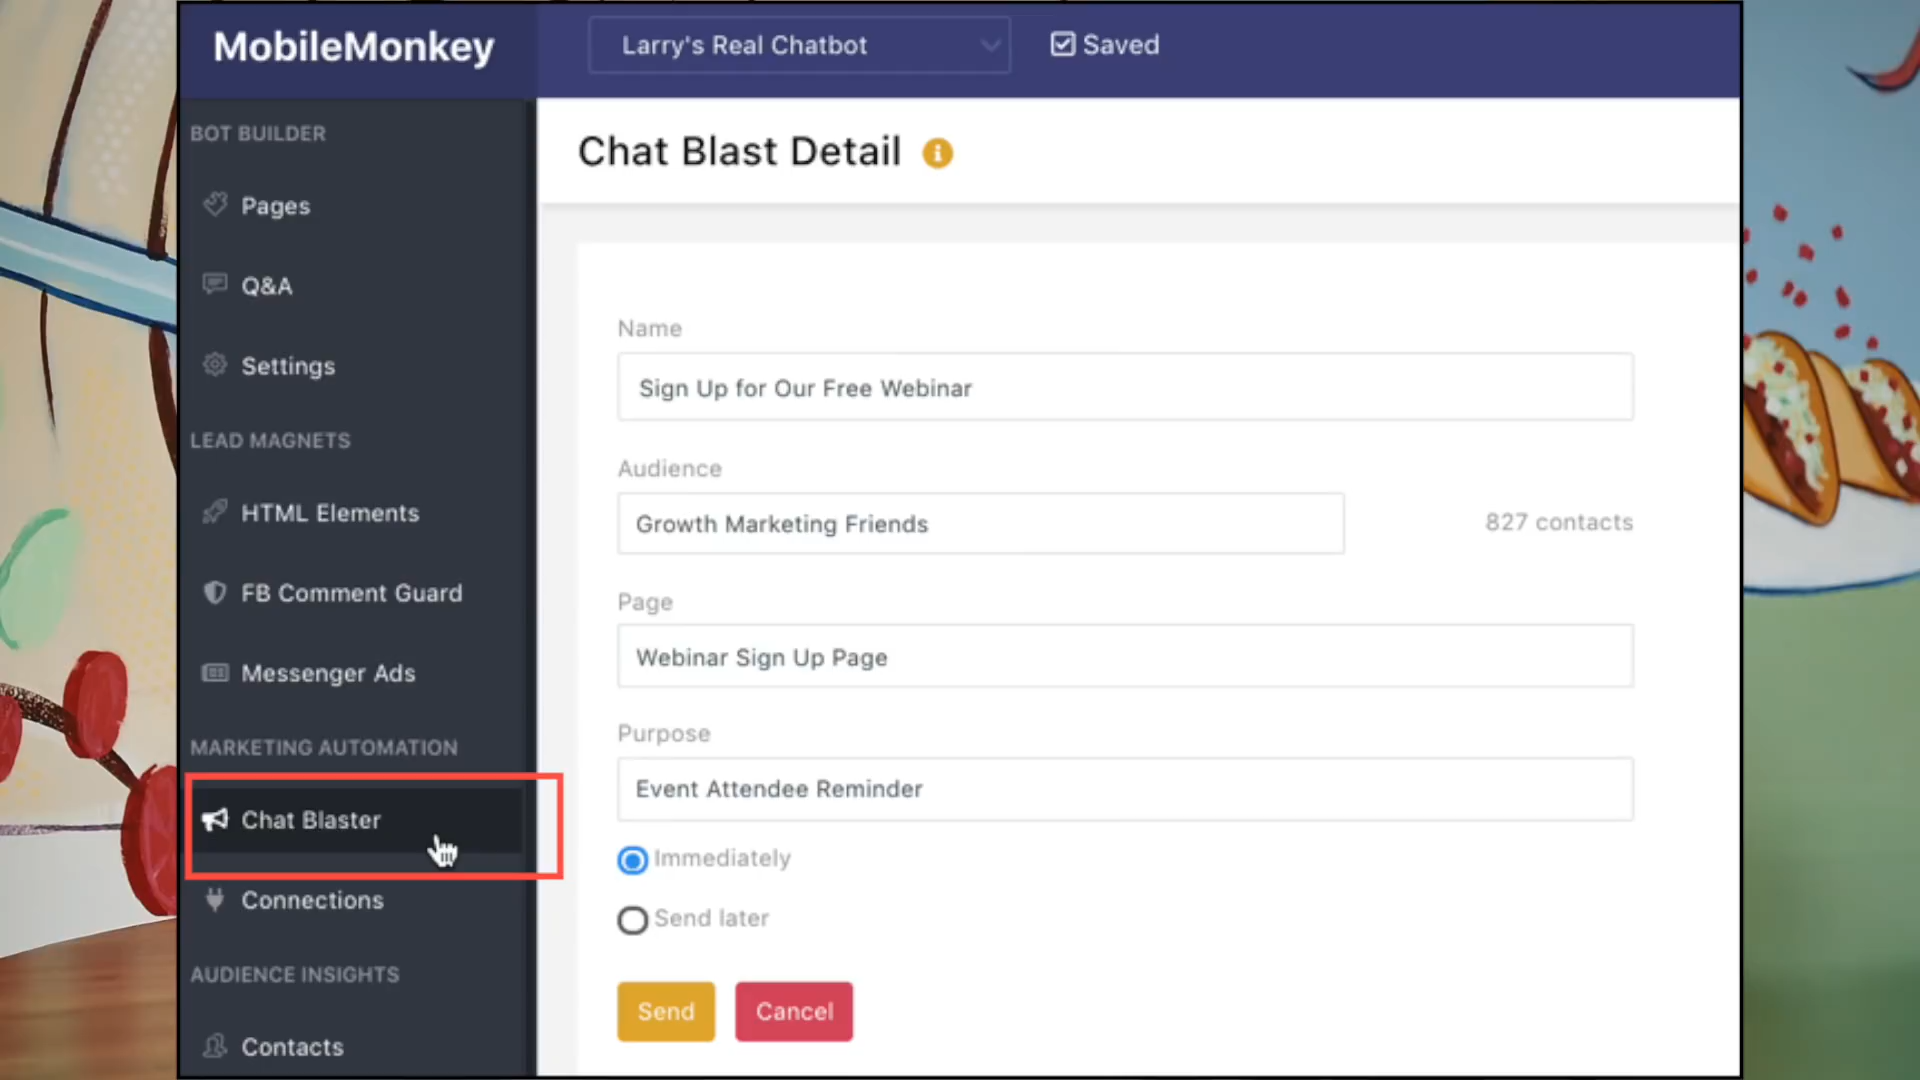 MobileMonkey
Larry's Real Chatbot
Saved
BOT BUILDER
Pages
Q&A
Settings
LEAD MAGNETS
HTML Elements
FB Comment Guard
Messenger Ads
MARKETING AUTOMATION
Chat Blaster
Connections
AUDIENCE INSIGHTS
Contacts
Chat Blast Detail
Name
Sign Up for Our Free Webinar
Audience
Growth Marketing Friends
827 contacts
Page
Webinar Sign Up Page
Purpose
Event Attendee Reminder
Immediately
Send later
Send
Cancel